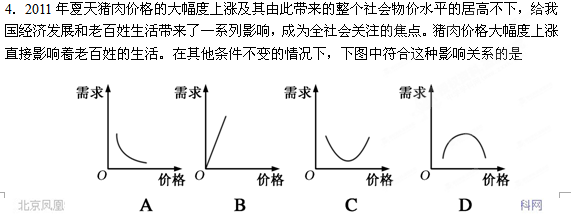 4．2011年夏天猪肉价格的大幅度上涨及其由此带来的整个社会物价水平的居高不下，给我
国经济发展和老百姓生活带来了一系列影响，成为全社会关注的焦点。猪肉价格大幅度上涨
直接影响着老百姓的生活。在其他条件不变的情况下，下图中符合这种影响关系的是
需求 需求 需求 需求
O 价格 O 价格 O 价格 O 价格
A B C D
北京凤凰 科网